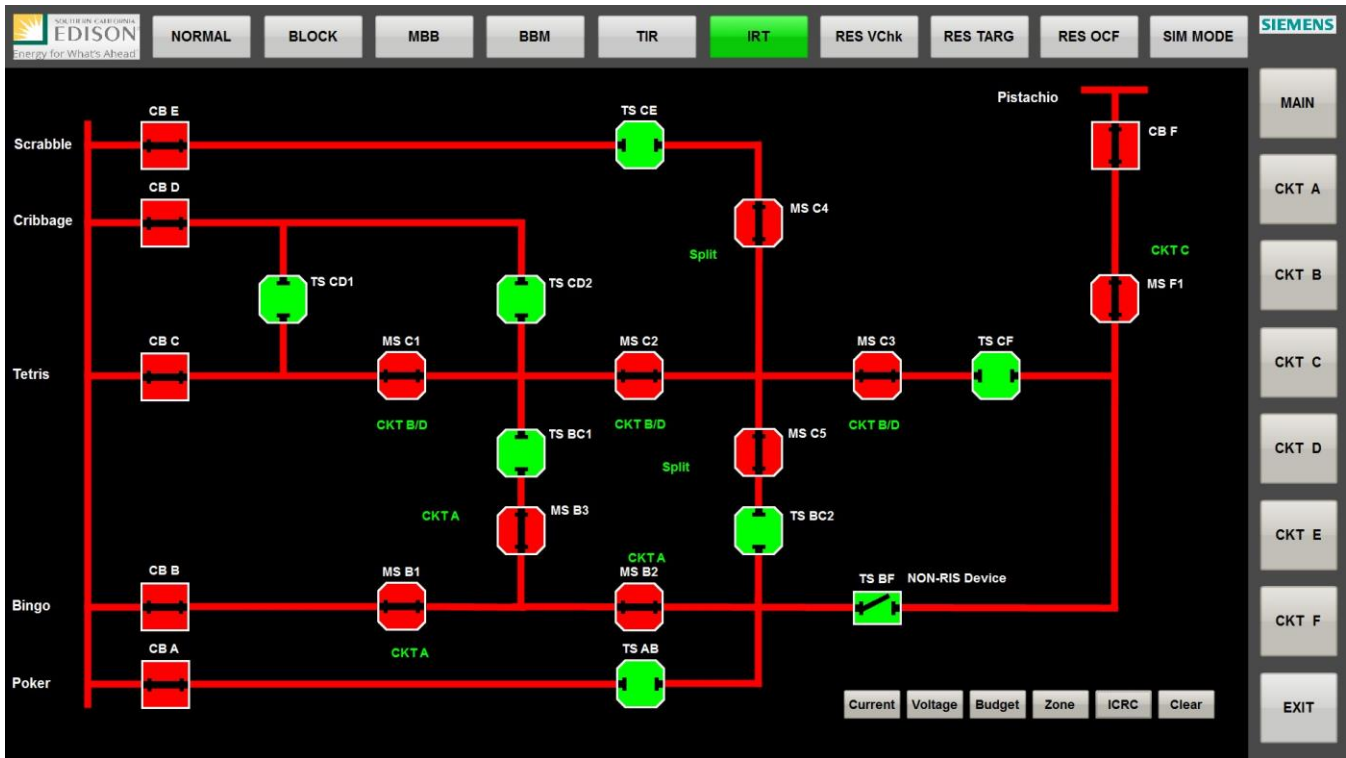 SOUTHERN CALIFORNIA
EDISON
Energy for What's Ahead
NORMAL
BLOCK
MBB
BBM
TIR
IRT
RES VChk
RES TARG
RES OCF
SIM MODE
SIEMENS
MAIN
CKT A
CKT B
CKT C
CKT D
CKT E
CKT F
EXIT
Pistachio
CB E
TS CE
CB F
Scrabble
CB D
Cribbage
MS C4
Split
CKT C
TS CD1
TS CD2
MS F1
CB C
MS C1
MS C2
MS C3
TS CF
Tetris
CKT B/D
CKT B/D
CKT B/D
TS BC1
MS C5
Split
CKT A
MS B3
TS BC2
CKT A
CB B
MS B1
MS B2
TS BF NON-RIS Device
Bingo
CB A
CKT A
TS AB
Poker
Current
Voltage
Budget
Zone
ICRC
Clear